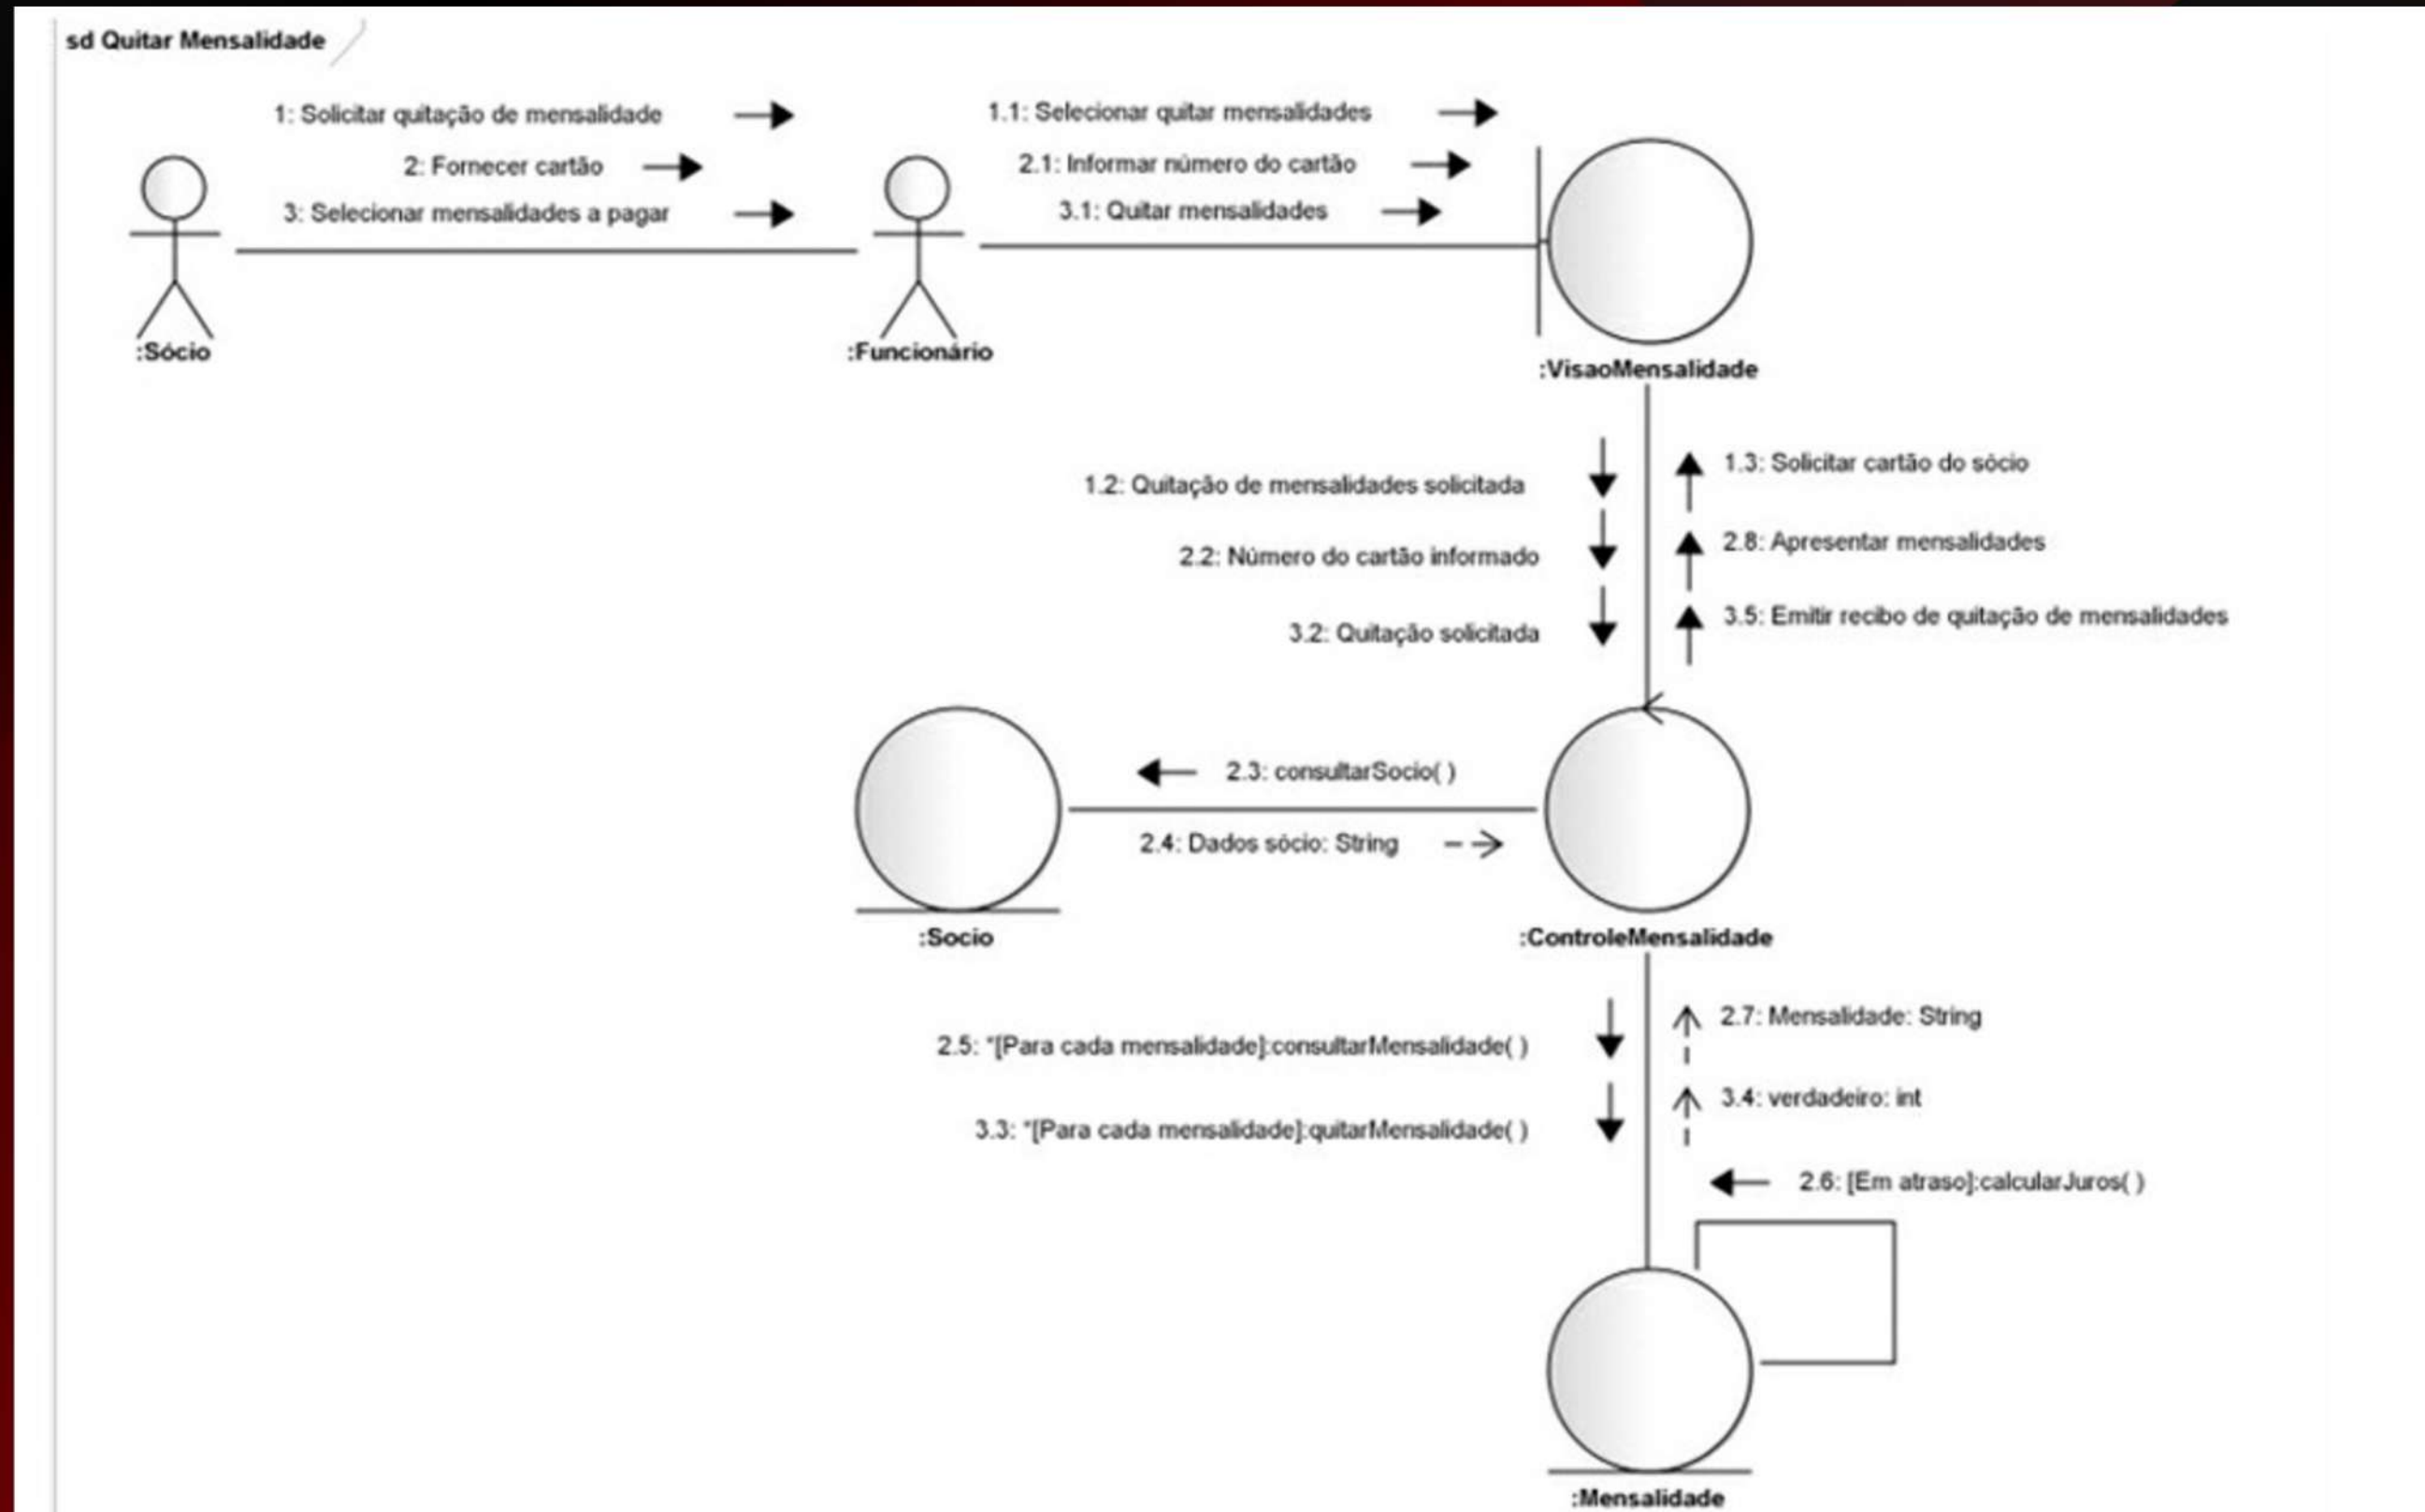 sd Quitar Mensalidade
1: Solicitar quitação de mensalidade
2: Fornecer cartão
3: Selecionar mensalidades a pagar
1.1: Selecionar quitar mensalidades
2.1: Informar número do cartão
3.1: Quitar mensalidades
:Sócio
:Funcionário
:VisaoMensalidade
1.2: Quitação de mensalidades solicitada
2.2: Número do cartão informado
3.2: Quitação solicitada
1.3: Solicitar cartão do sócio
2.8: Apresentar mensalidades
3.5: Emitir recibo de quitação de mensalidades
2.3: consultarSocio( )
2.4: Dados sócio: String
:Socio
:ControleMensalidade
2.5: *[Para cada mensalidade]:consultarMensalidade( )
3.3: *[Para cada mensalidade]:quitarMensalidade( )
2.7: Mensalidade: String
3.4: verdadeiro: int
2.6: [Em atraso]:calcularJuros( )
:Mensalidade